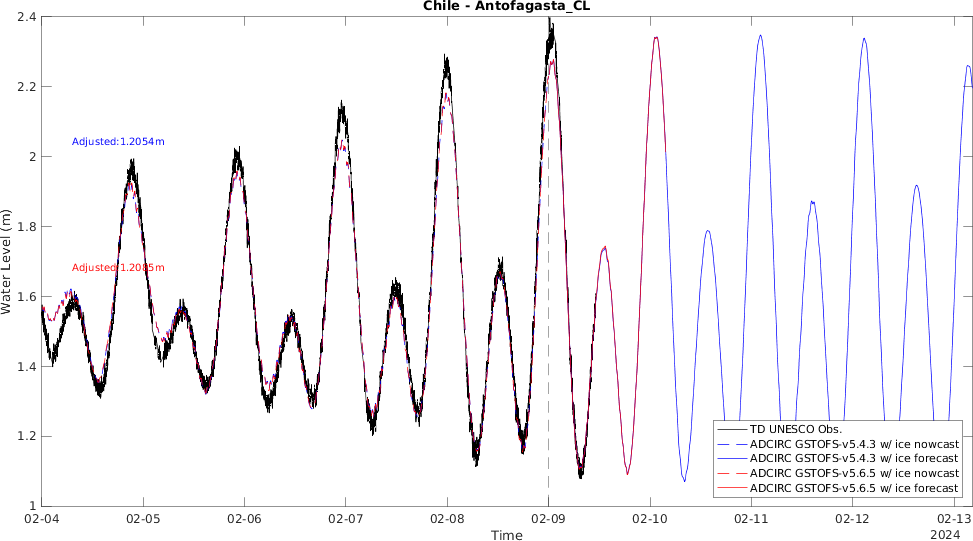 Chile - Antofagasta_CL
2.4
2.2
2
1.8
1.6
1.4
1.2
1
Water Level (m)
Adjusted:1.2054m
Adjusted:1.2085m
TD UNESCO Obs.
ADCIRC GSTOFS-v5.4.3 w/ ice nowcast
ADCIRC GSTOFS-v5.4.3 w/ ice forecast
ADCIRC GSTOFS-v5.6.5 w/ ice nowcast
ADCIRC GSTOFS-v5.6.5 w/ ice forecast
02-04 02-05 02-06 02-07 02-08 02-09 02-10 02-11 02-12 02-13
2024
Time